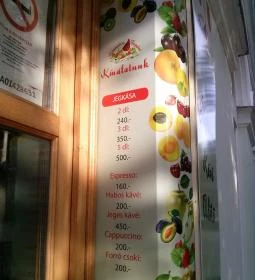 Kínálatunk
JÉGKÁSA
2 dl:
240.-
3 dl:
350.-
5 dl:
500.-
Espresso:
160.-
Habos kávé:
200.-
Jeges kávé:
450.-
Cappuccino:
200.-
Forró csoki:
200.-